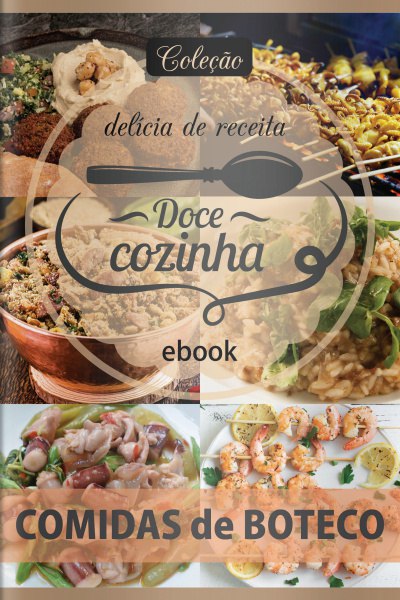 Coleção
delícia de receita
Doce
cozinha
ebook
COMIDAS de BOTECO